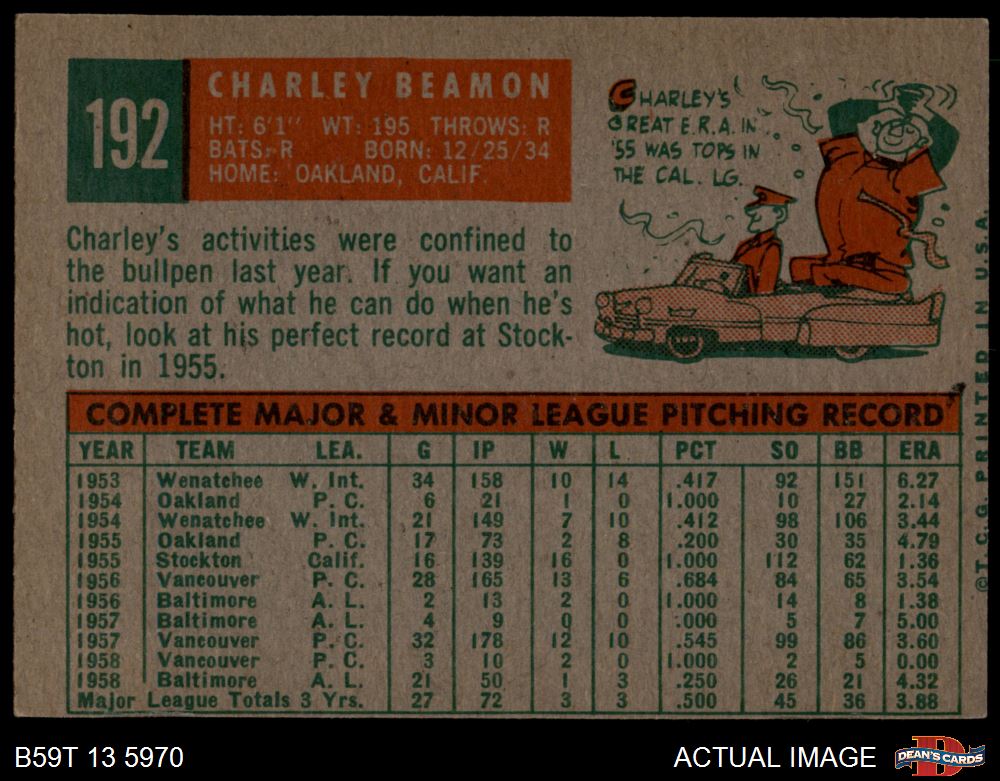 192
CHARLEY BEAMON
HT: 6'1" WT: 195 THROWS: R
BATS: R BORN: 12/25/34
HOME: OAKLAND, CALIF.
CHARLEY'S
GREAT E.R.A. IN
'55 WAS TOPS IN
THE CAL. LG.
Charley's activities were confined to
the bullpen last year. If you want an
indication of what he can do when he's
hot, look at his perfect record at Stock-
ton in 1955.
COMPLETE MAJOR & MINOR LEAGUE PITCHING RECORD
YEAR TEAM LEA. G IP W L PCT SO BB ERA
1953 Wenatchee W. Int. 34 158 10 14 .417 92 151 6.27
1954 Oakland P. C. 6 21 1 0 1.000 10 27 2.14
1954 Wenatchee W. Int. 21 149 7 10 .412 98 106 3.44
1955 Oakland P. C. 17 73 2 8 .200 30 35 4.79
1955 Stockton Calif. 16 139 16 0 1.000 112 62 1.36
1956 Vancouver P. C. 28 165 13 6 .684 84 65 3.54
1956 Baltimore A. L. 2 13 2 0 1.000 14 8 1.38
1957 Baltimore A. L. 4 9 0 0 .000 5 7 5.00
1957 Vancouver P.C. 32 178 12 10 .545 99 86 3.60
1958 Vancouver P. C. 3 10 2 0 1.000 2 5 0.00
1958 Baltimore A. L. 21 50 1 3 .250 26 21 4.32
Major League Totals 3 Yrs. 27 72 3 3 .500 45 36 3.88
©T.C.G. PRINTED IN U.S.A.
B59T 13 5970
ACTUAL IMAGE
D
DEAN'S CARDS